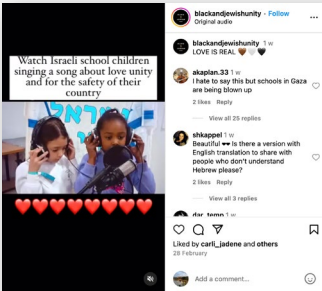 blackandjewishunity • Follow
Original audio
Watch Israeli school children
singing a song about love unity
and for the safety of their
country
blackandjewishunity 1 w
LOVE IS REAL 🤎🤍🖤
akaplan.33 1 w
I hate to say this but schools in Gaza
are being blown up
2 likes Reply
shkappel 1 w
Beautiful 🕶 Is there a version with
English translation to share with
people who don't understand
Hebrew please?
2 likes Reply
View all 3 replies
dar_temp 1 w
Liked by carli_jadene and others
28 February
Add a comment...